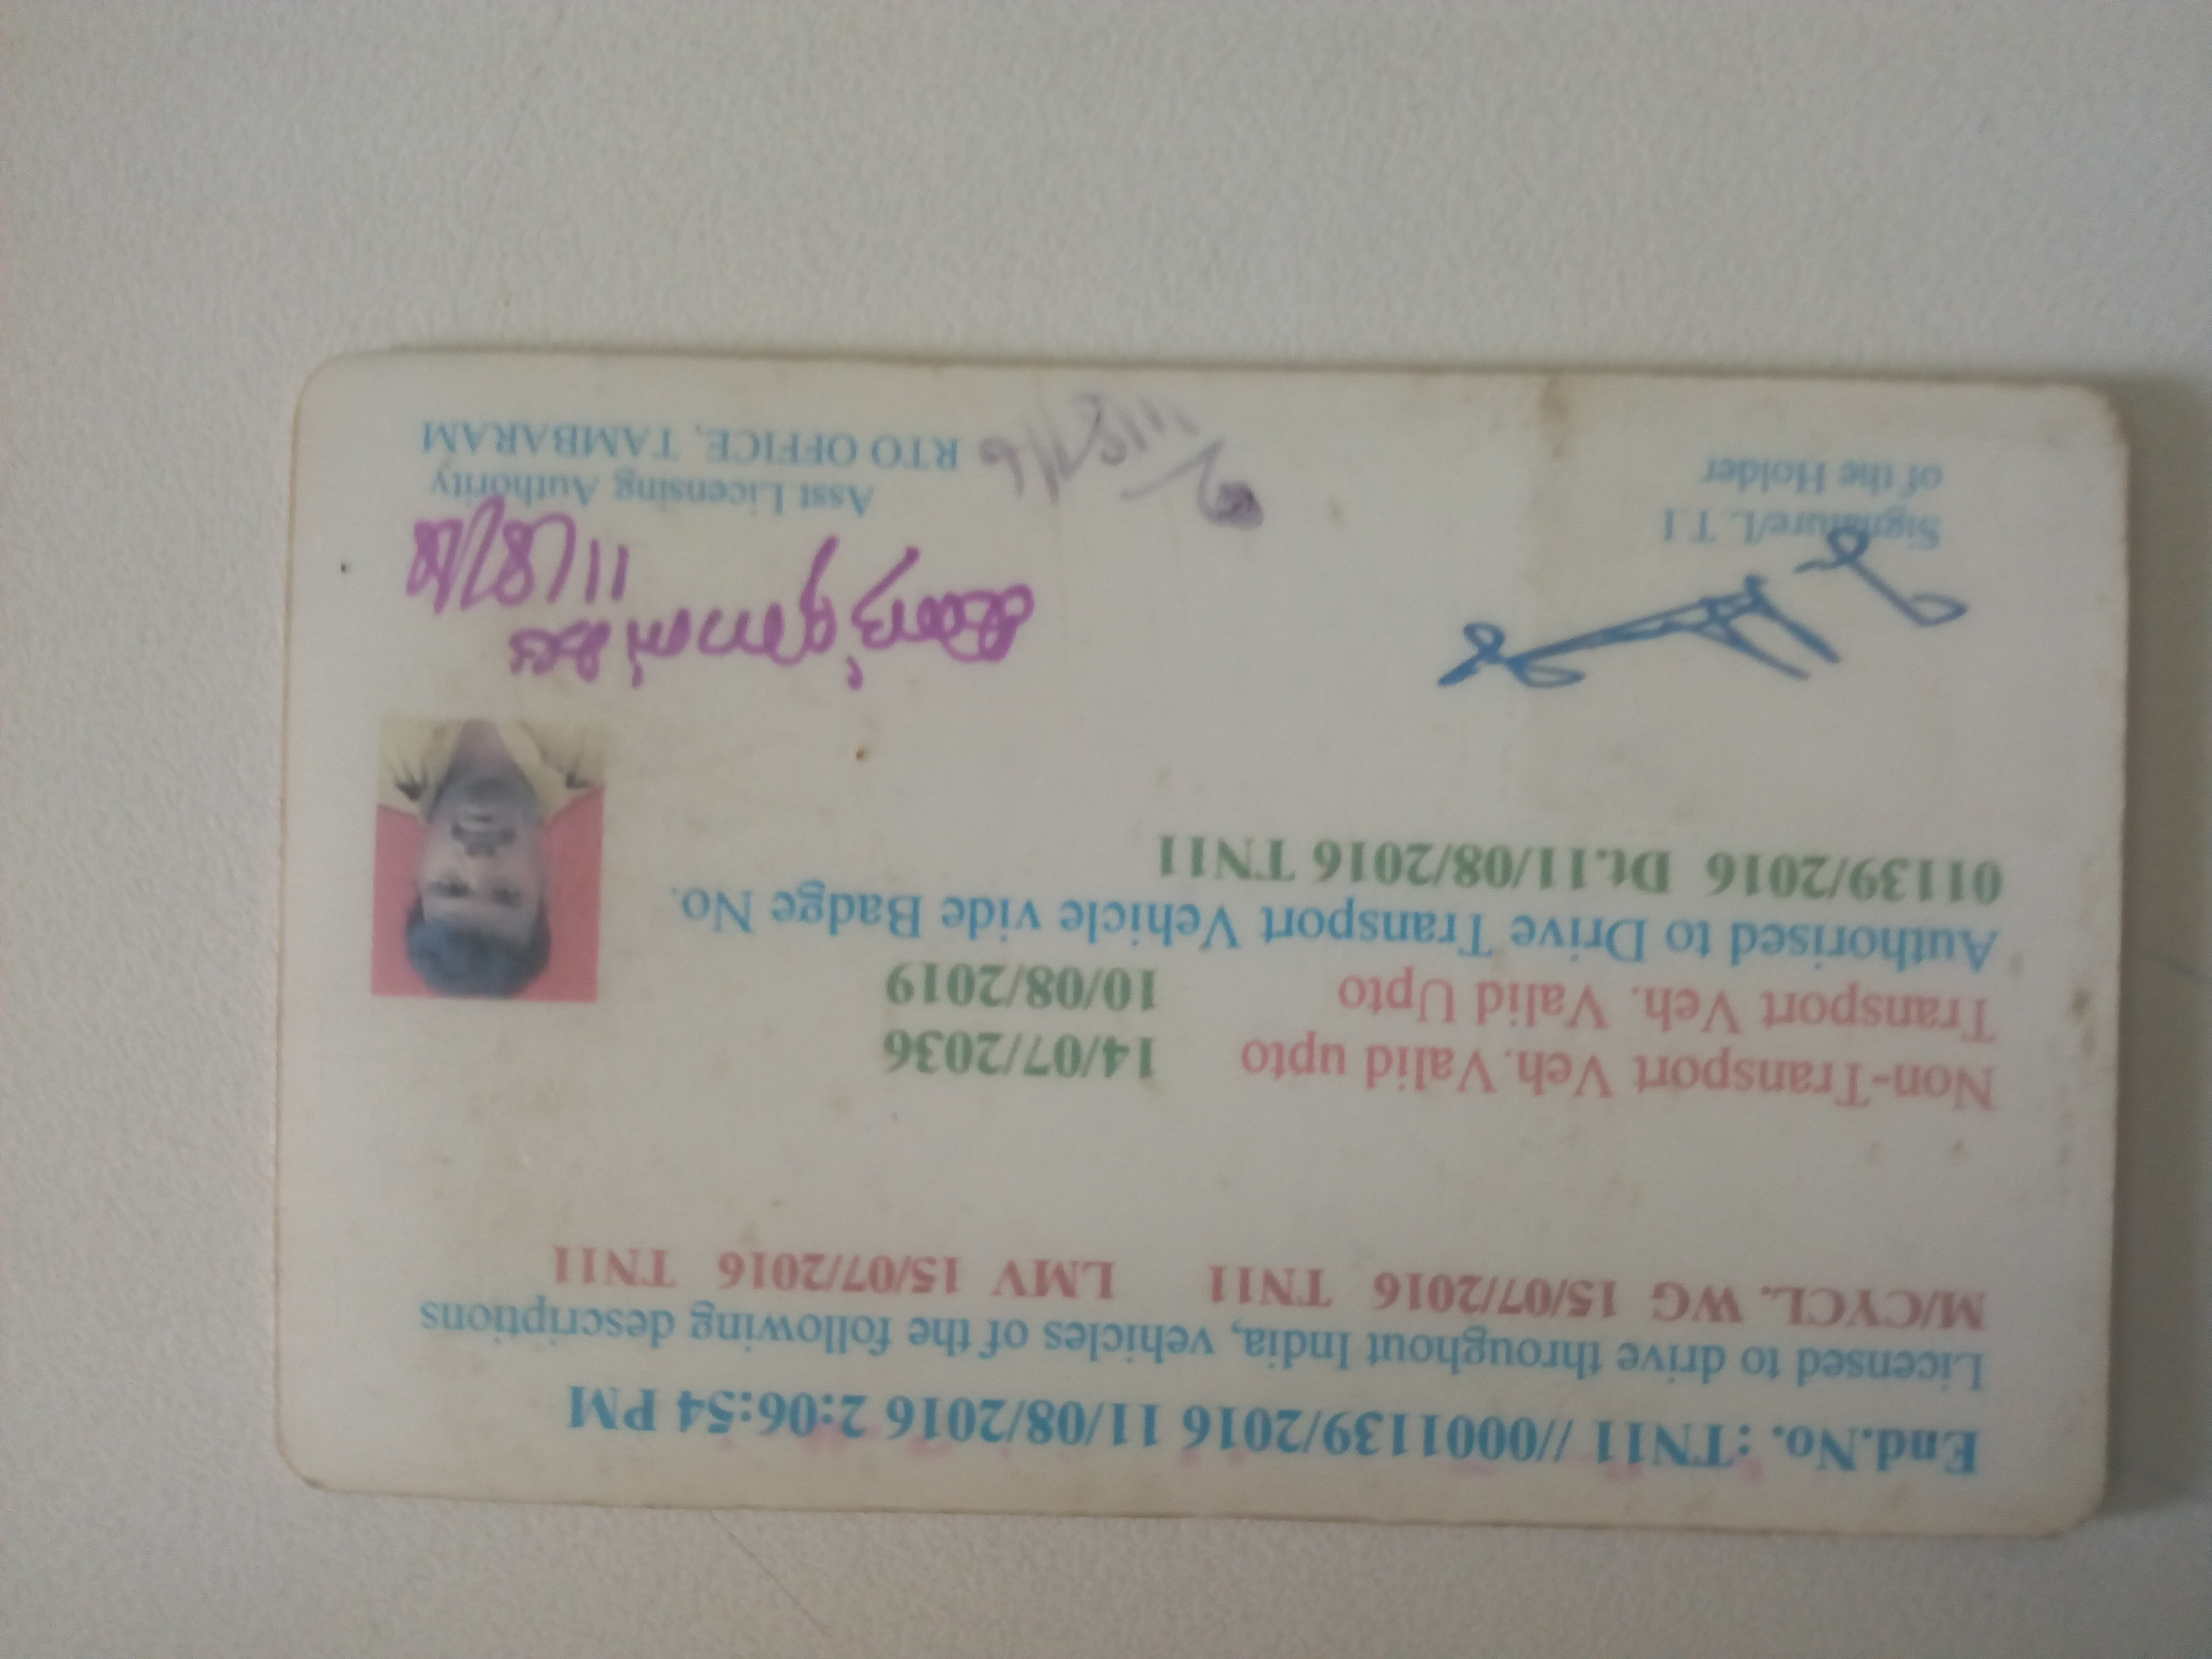 End.No. :TN11 //0001139/2016 11/08/2016 2:06:54 PM
Licensed to drive throughout India, vehicles of the following descriptions
M/CYCL. WG 15/07/2016 TN11 LMV 15/07/2016 TN11
Non-Transport Veh.Valid upto 14/07/2036
Transport Veh. Valid Upto 10/08/2019
Authorised to Drive Transport Vehicle vide Badge No.
01139/2016 Dt.11/08/2016 TN11
Signature/L.T.I
of the Holder
11/8/16
Asst Licensing Authority
RTO OFFICE, TAMBARAM